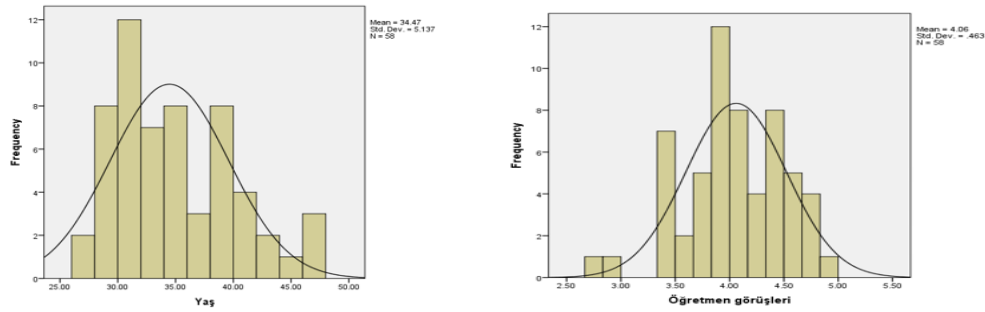 Mean = 34.47
Std. Dev. = 5.137
N = 58
Frequency
12
10
8
6
4
2
0
25.00 30.00 35.00 40.00 45.00 50.00
Yaş
Mean = 4.06
Std. Dev. = .463
N = 58
Frequency
12
10
8
6
4
2
0
2.50 3.00 3.50 4.00 4.50 5.00 5.50
Öğretmen görüşleri